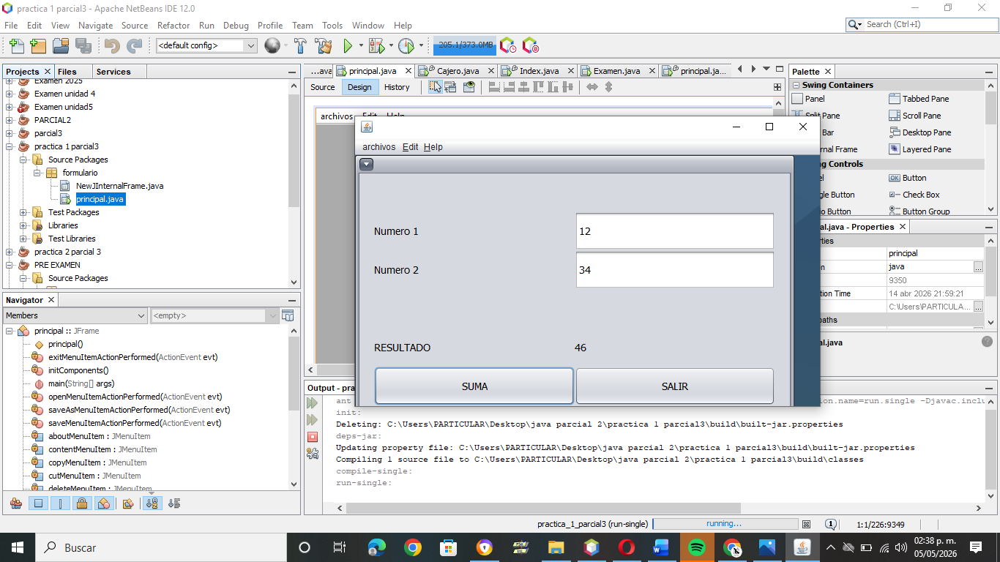 practica 1 parcial3 - Apache NetBeans IDE 12.0
File Edit View Navigate Source Refactor Run Debug Profile Team Tools Window Help
Search (Ctrl+I)
<default config>
205.1/373.0MB
Projects Files Services
Examen 2025
Examen unidad 4
Examen unidad5
PARCIAL2
parcial3
practica 1 parcial3
Source Packages
formulario
NewJInternalFrame.java
principal.java
Test Packages
Libraries
Test Libraries
practica 2 parcial 3
PRE EXAMEN
Source Packages
Navigator
Members
<empty>
principal :: JFrame
principal()
exitMenuItemActionPerformed(ActionEvent evt)
initComponents()
main(String[] args)
openMenuItemActionPerformed(ActionEvent evt)
saveAsMenuItemActionPerformed(ActionEvent evt)
saveMenuItemActionPerformed(ActionEvent evt)
aboutMenuItem : JMenuItem
contentMenuItem : JMenuItem
copyMenuItem : JMenuItem
cutMenuItem : JMenuItem
deleteMenuItem : JMenuItem
...ava principal.java Cajero.java Index.java Examen.java principal.ja...
Source Design History
archivos Edit Help
archivos Edit Help
Numero 1 12
Numero 2 34
RESULTADO 46
SUMA SALIR
Palette
Swing Containers
Panel Tabbed Pane
Split Pane Scroll Pane
Bar Desktop Pane
rnal Frame Layered Pane
ng Controls
el OK Button
gle Button Check Box
o Button Button Group
al.java - Properties
rties
principal
n java ...
9350
tion Time 14 abr 2026 21:59:21
C:\Users\PARTICULA... ...
paths
al.java
Output - pra
ant
ion.name=run.single -Djavac.inclu
init:
Deleting: C:\Users\PARTICULAR\Desktop\java parcial 2\practica 1 parcial3\build\built-jar.properties
deps-jar:
Updating property file: C:\Users\PARTICULAR\Desktop\java parcial 2\practica 1 parcial3\build\built-jar.properties
Compiling 1 source file to C:\Users\PARTICULAR\Desktop\java parcial 2\practica 1 parcial3\build\classes
compile-single:
run-single:
practica_1_parcial3 (run-single) running... 1 1:1/226:9349
Buscar
02:38 p. m.
05/05/2026